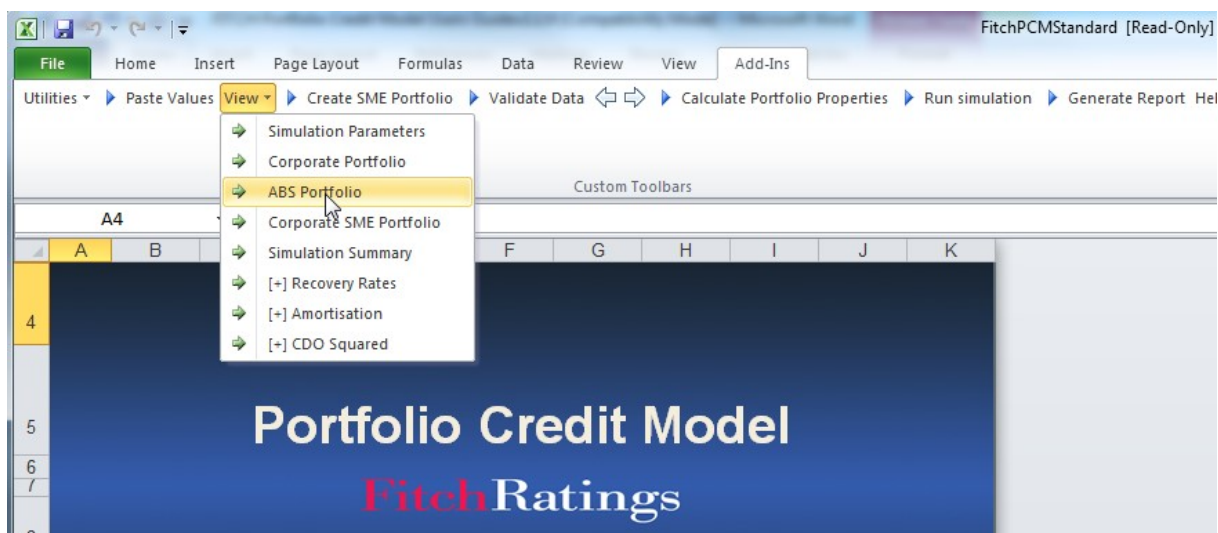 FitchPCMStandard [Read-Only]
File Home Insert Page Layout Formulas Data Review View Add-Ins
Utilities Paste Values View Create SME Portfolio Validate Data Calculate Portfolio Properties Run simulation Generate Report Hel
Simulation Parameters
Corporate Portfolio
ABS Portfolio
Corporate SME Portfolio
Simulation Summary
[+] Recovery Rates
[+] Amortisation
[+] CDO Squared
Custom Toolbars
A4
A B F G H I J K
4
5
Portfolio Credit Model
6
7
FitchRatings